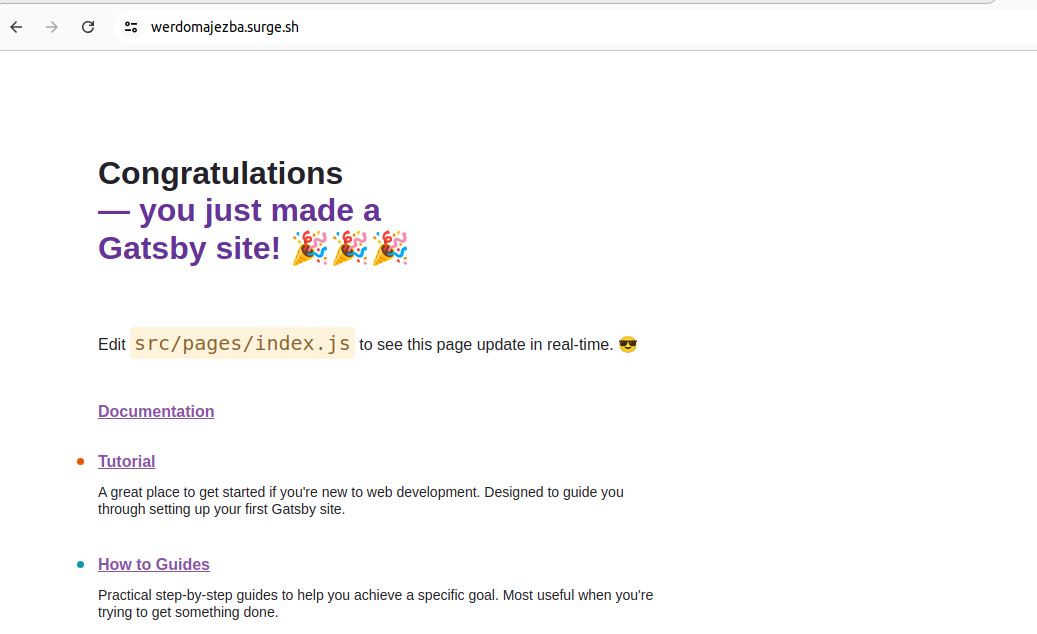 werdomajezba.surge.sh
Congratulations
— you just made a
Gatsby site! 🎉🎉🎉
Edit src/pages/index.js to see this page update in real-time. 😎
Documentation
Tutorial
A great place to get started if you're new to web development. Designed to guide you
through setting up your first Gatsby site.
How to Guides
Practical step-by-step guides to help you achieve a specific goal. Most useful when you're
trying to get something done.